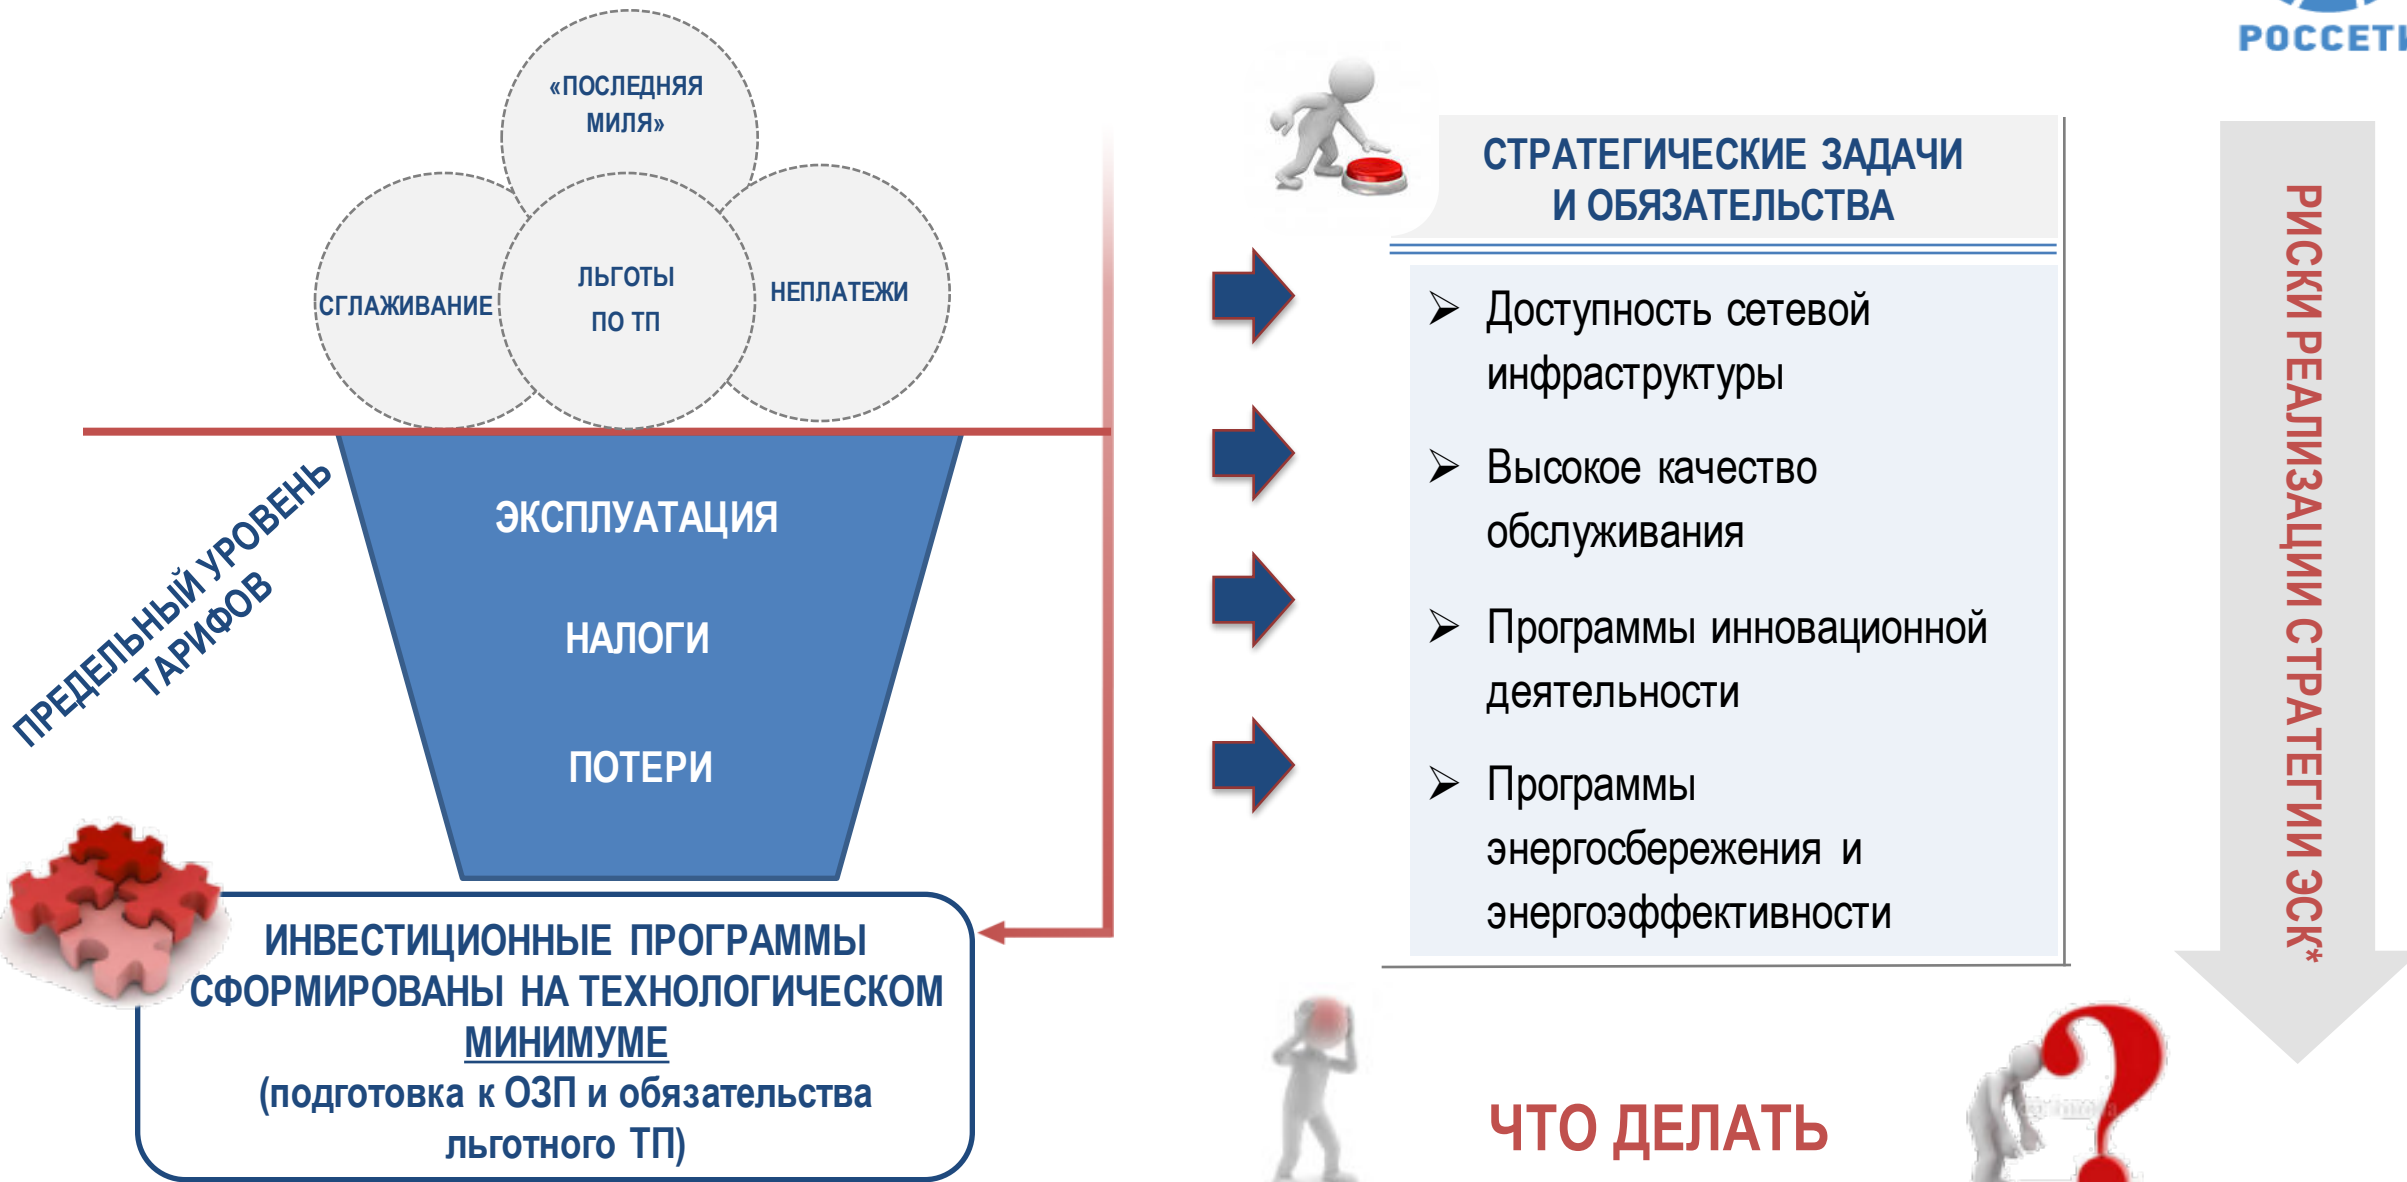 РОССЕТИ
«ПОСЛЕДНЯЯ
МИЛЯ»
СГЛАЖИВАНИЕ
ЛЬГОТЫ
ПО ТП
НЕПЛАТЕЖИ
ПРЕДЕЛЬНЫЙ УРОВЕНЬ
ТАРИФОВ
ЭКСПЛУАТАЦИЯ
НАЛОГИ
ПОТЕРИ
ИНВЕСТИЦИОННЫЕ ПРОГРАММЫ
СФОРМИРОВАНЫ НА ТЕХНОЛОГИЧЕСКОМ
МИНИМУМЕ
(подготовка к ОЗП и обязательства
льготного ТП)
СТРАТЕГИЧЕСКИЕ ЗАДАЧИ
И ОБЯЗАТЕЛЬСТВА
Доступность сетевой
инфраструктуры
Высокое качество
обслуживания
Программы инновационной
деятельности
Программы
энергосбережения и
энергоэффективности
ЧТО ДЕЛАТЬ
РИСКИ РЕАЛИЗАЦИИ СТРАТЕГИИ ЭСК*